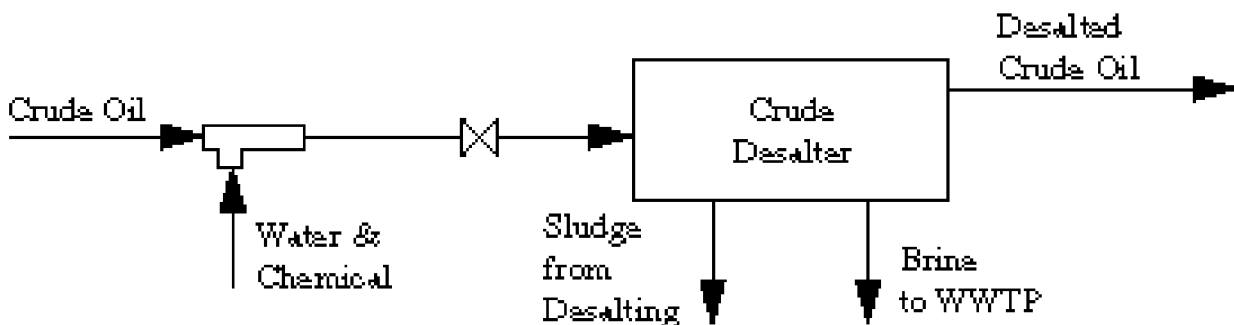 Crude Oil
Water &
Chemical
Crude
Desalter
Desalted
Crude Oil
Sludge
from
Desalting
Brine
to WWTP